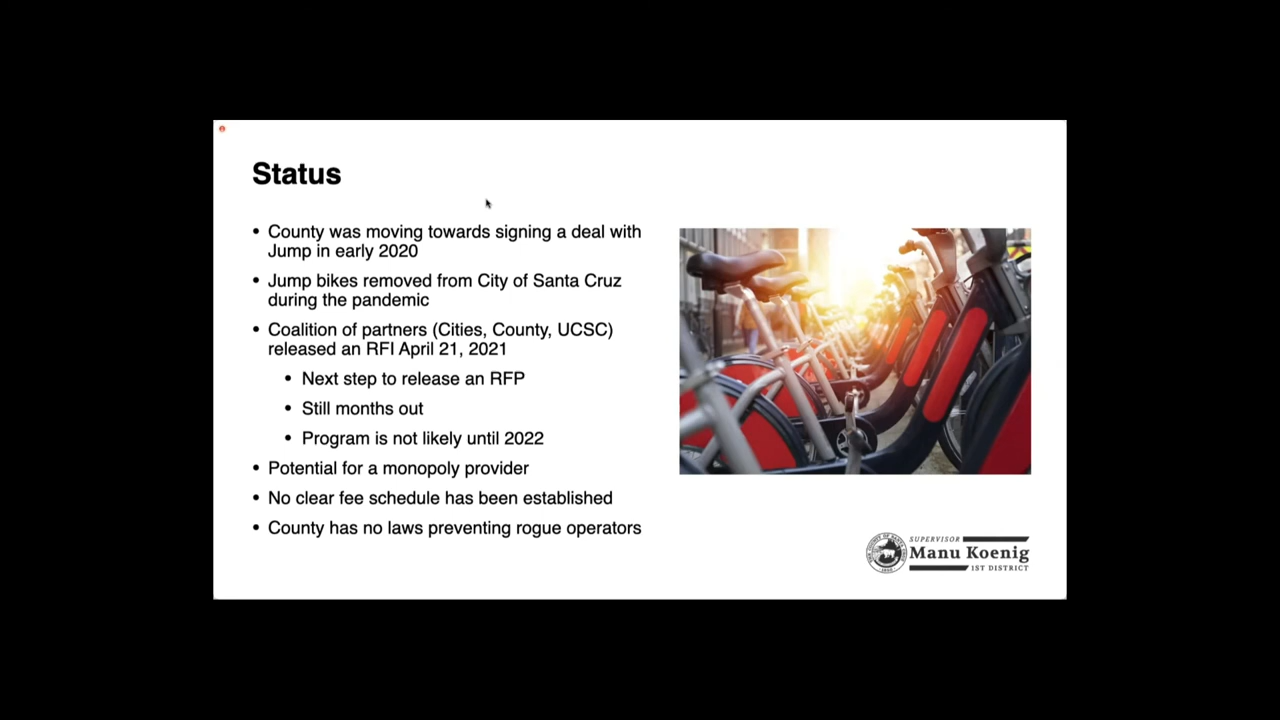 Status
• County was moving towards signing a deal with
Jump in early 2020
• Jump bikes removed from City of Santa Cruz
during the pandemic
• Coalition of partners (Cities, County, UCSC)
released an RFI April 21, 2021
• Next step to release an RFP
• Still months out
• Program is not likely until 2022
• Potential for a monopoly provider
• No clear fee schedule has been established
• County has no laws preventing rogue operators
SUPERVISOR
Manu Koenig
1ST DISTRICT